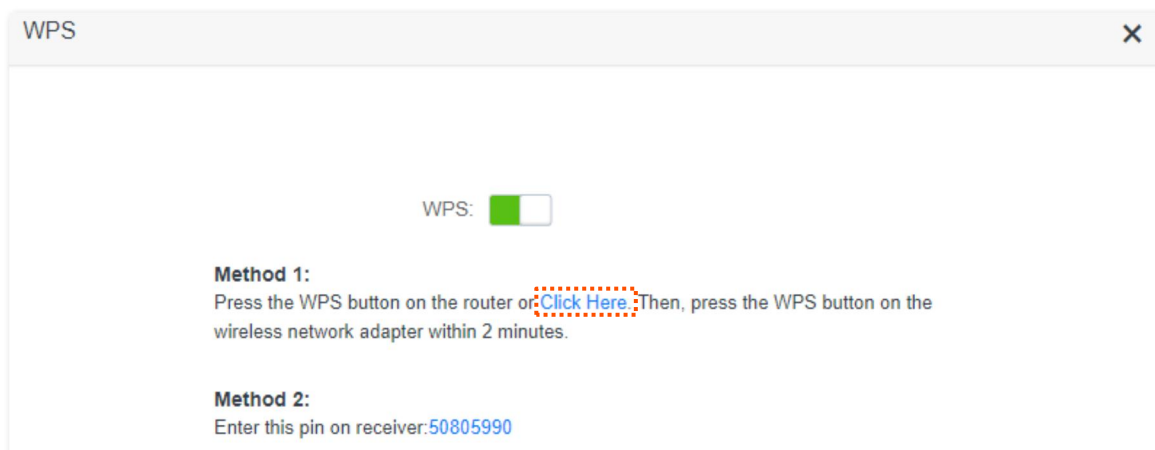 WPS
WPS:
Method 1:
Press the WPS button on the router or Click Here. Then, press the WPS button on the
wireless network adapter within 2 minutes.
Method 2:
Enter this pin on receiver:50805990